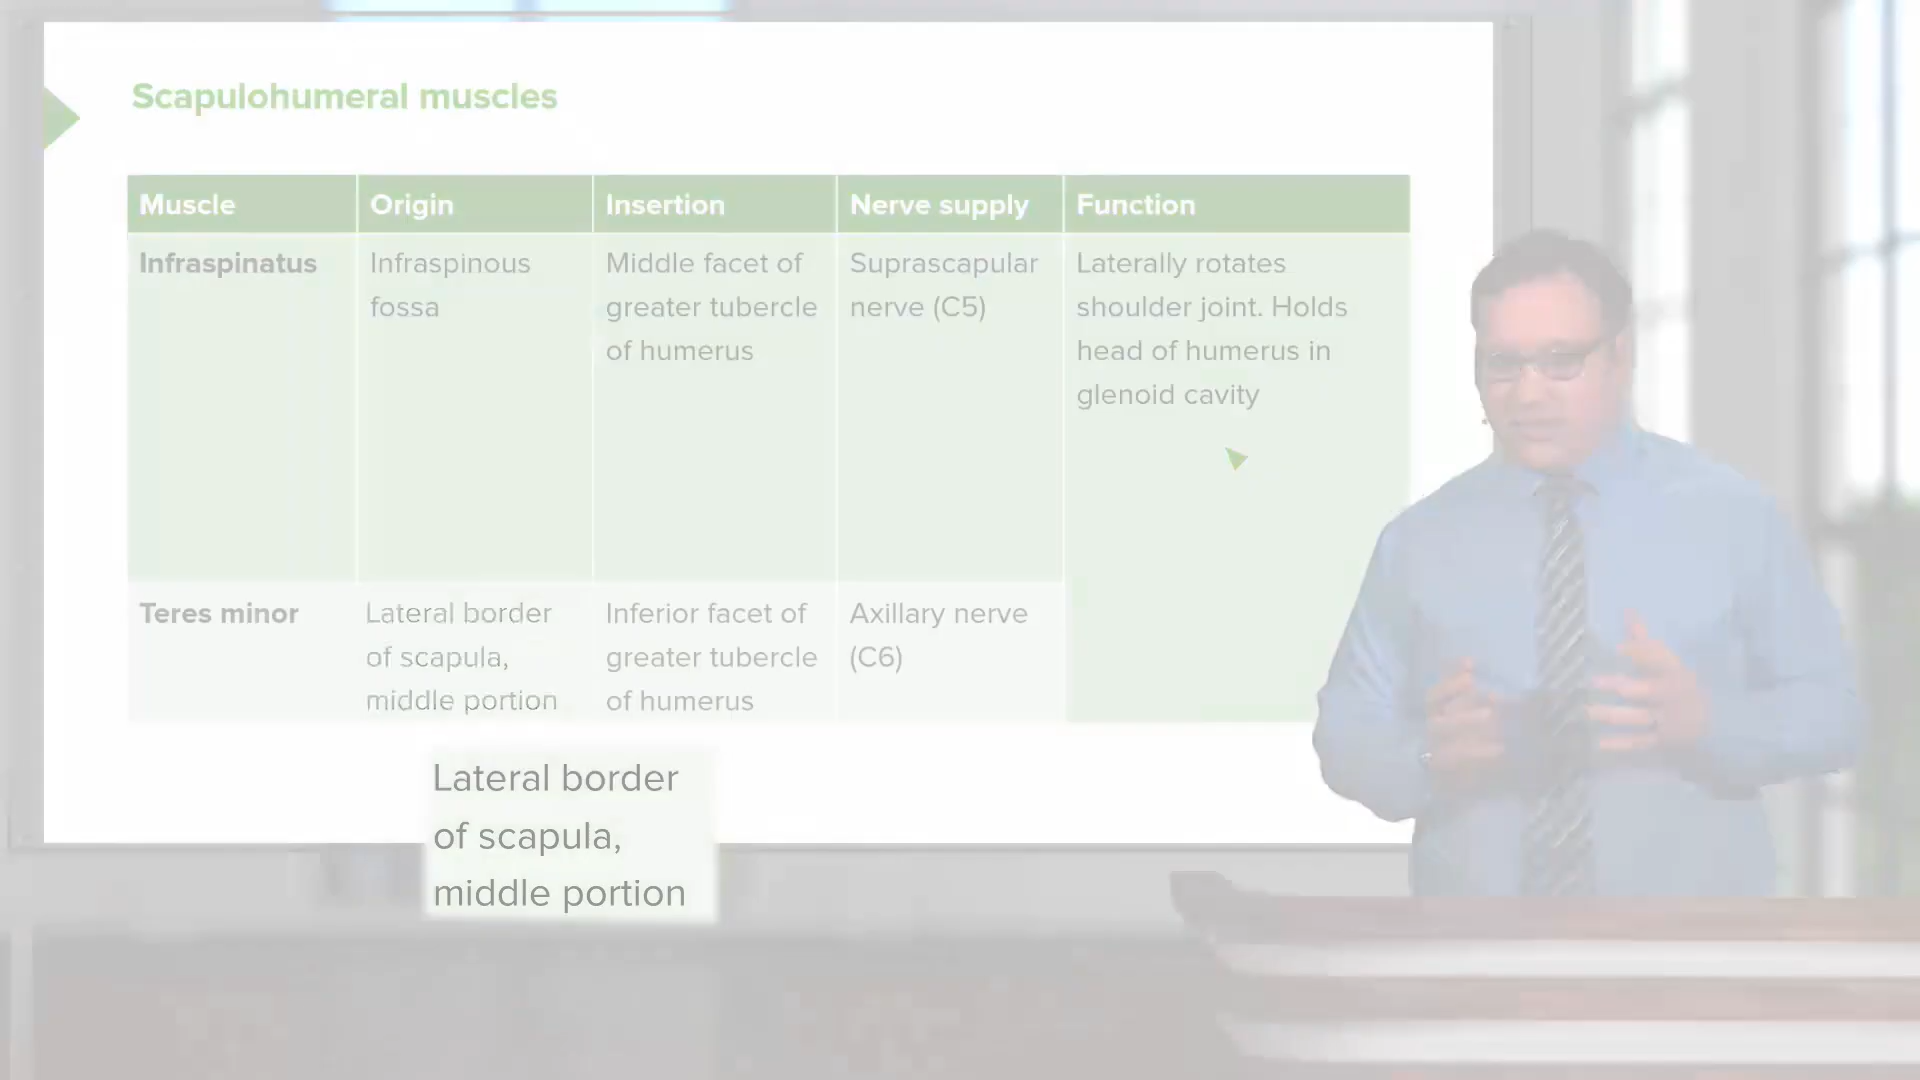 Scapulohumeral muscles
Muscle
Origin
Insertion
Nerve supply
Function
Infraspinatus
Infraspinous
fossa
Middle facet of
greater tubercle
of humerus
Suprascapular
nerve (C5)
Laterally rotates
shoulder joint. Holds
head of humerus in
glenoid cavity
Teres minor
Lateral border
of scapula,
middle portion
Inferior facet of
greater tubercle
of humerus
Axillary nerve
(C6)
Lateral border
of scapula,
middle portion